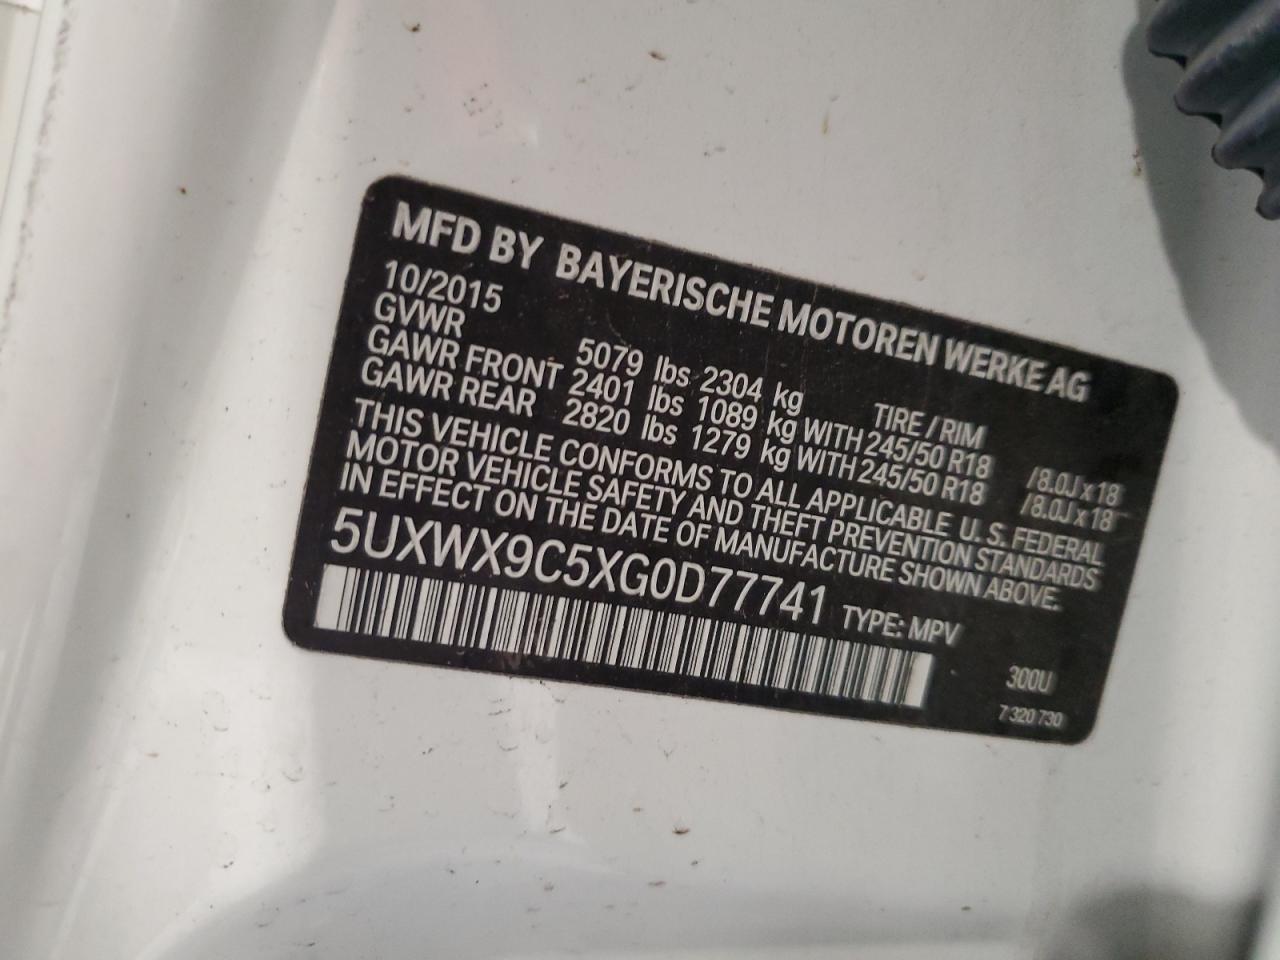 MFD BY BAYERISCHE MOTOREN WERKE AG
10/2015
GVWR 5079 lbs 2304 kg TIRE / RIM
GAWR FRONT 2401 lbs 1089 kg WITH 245/50 R18 /8.0J x 18
GAWR REAR 2820 lbs 1279 kg WITH 245/50 R18 /8.0J x 18
THIS VEHICLE CONFORMS TO ALL APPLICABLE U. S. FEDERAL
MOTOR VEHICLE SAFETY AND THEFT PREVENTION STANDARDS
IN EFFECT ON THE DATE OF MANUFACTURE SHOWN ABOVE.
5UXWX9C5XG0D77741 TYPE: MPV
300U
7 320 730